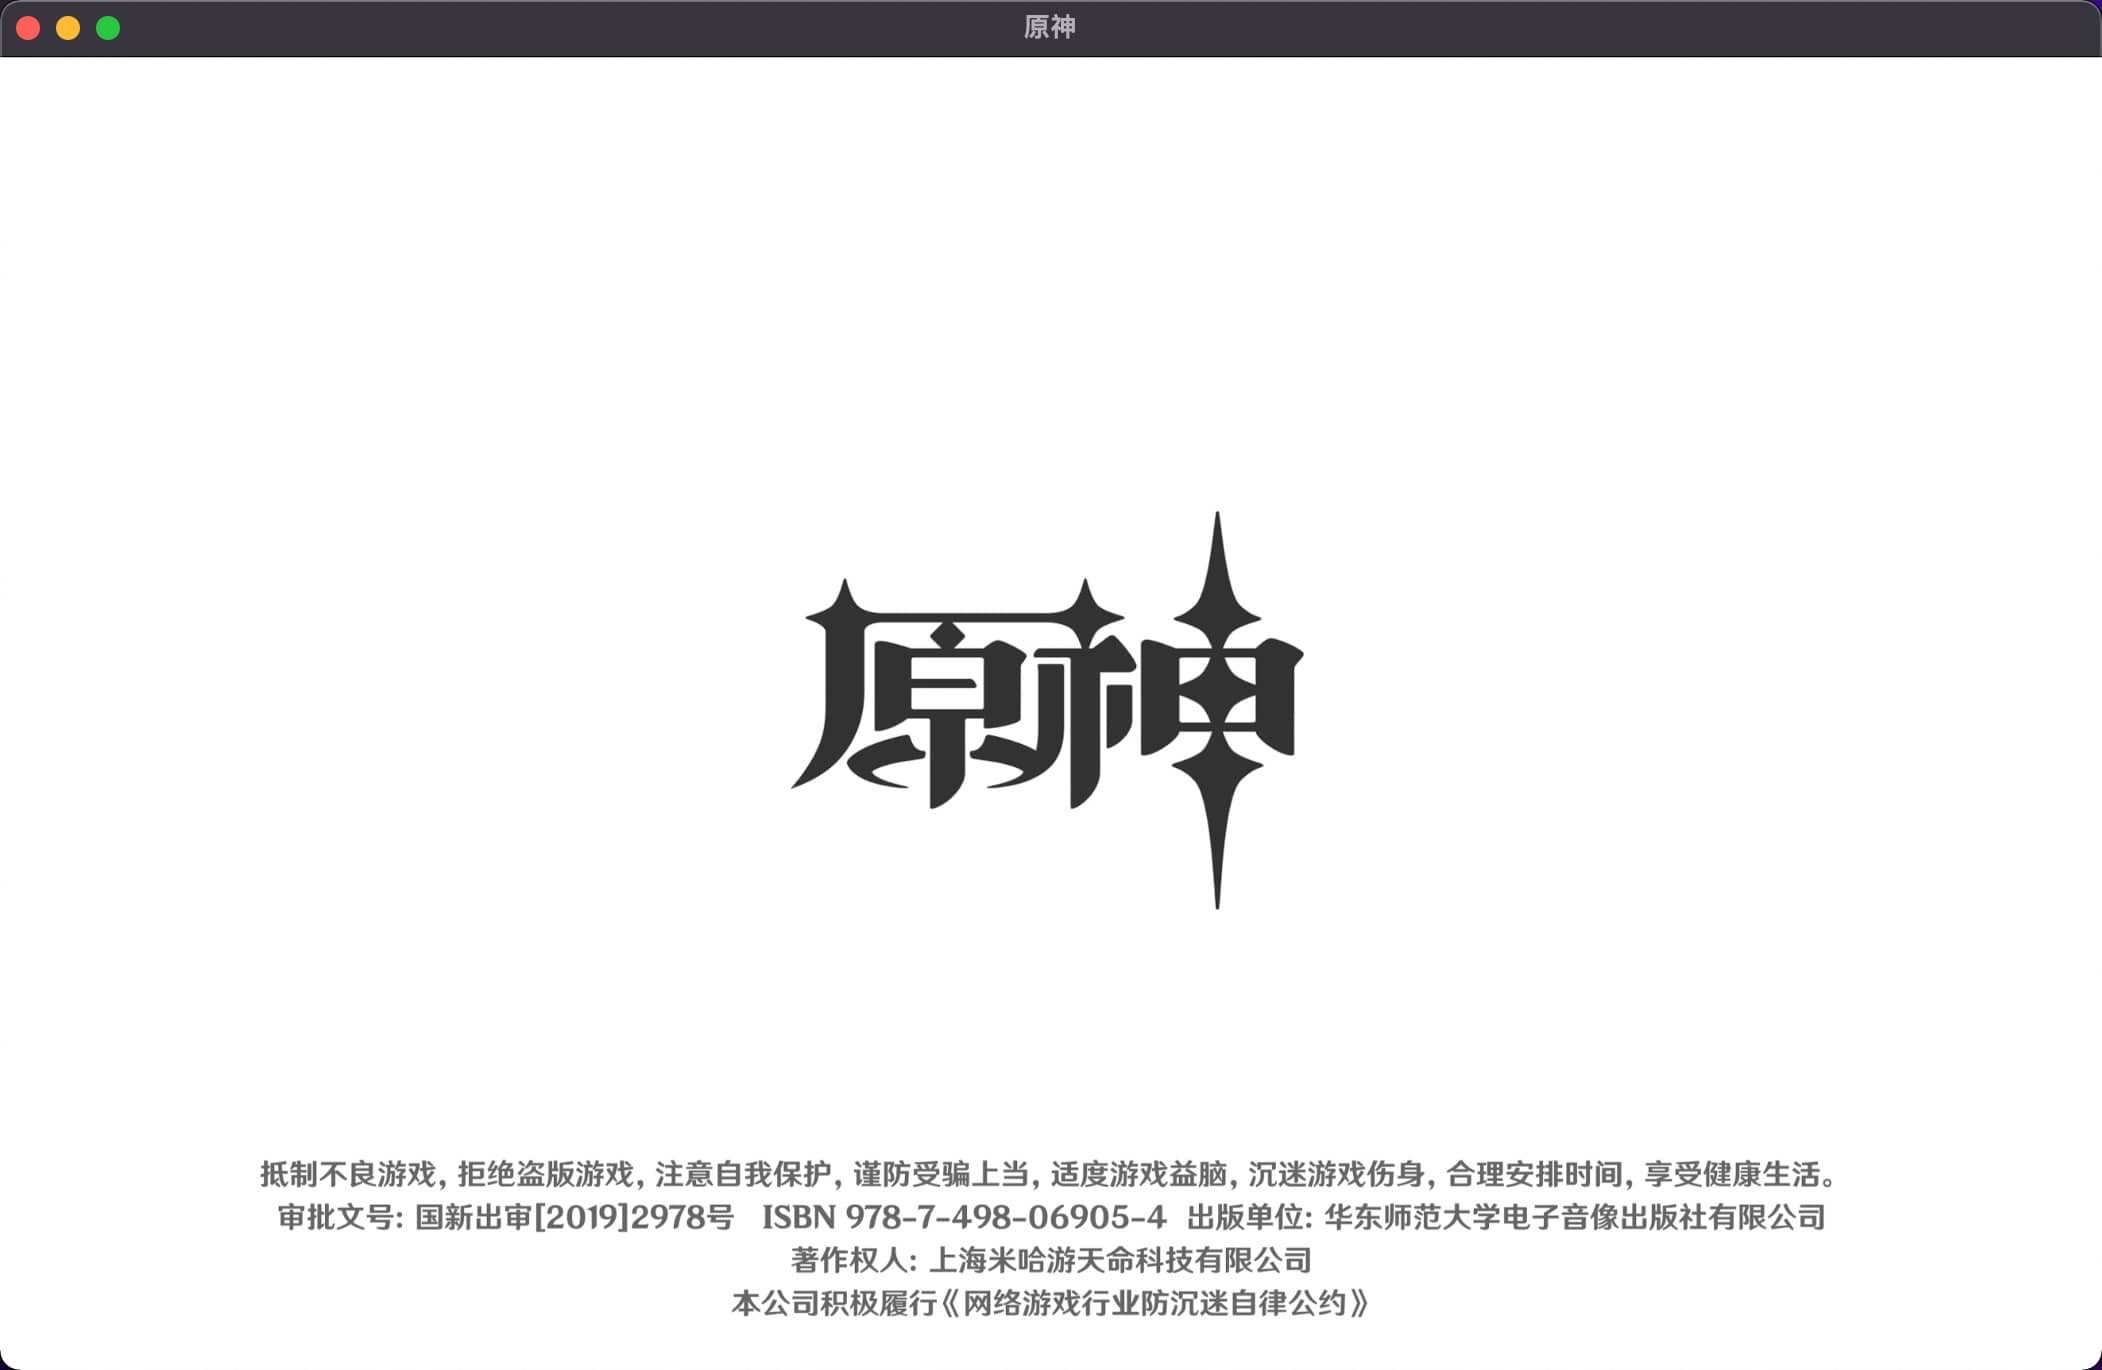 原神
原神
抵制不良游戏, 拒绝盗版游戏, 注意自我保护, 谨防受骗上当, 适度游戏益脑, 沉迷游戏伤身, 合理安排时间, 享受健康生活。
审批文号: 国新出审[2019]2978号 ISBN 978-7-498-06905-4 出版单位: 华东师范大学电子音像出版社有限公司
著作权人: 上海米哈游天命科技有限公司
本公司积极履行《网络游戏行业防沉迷自律公约》